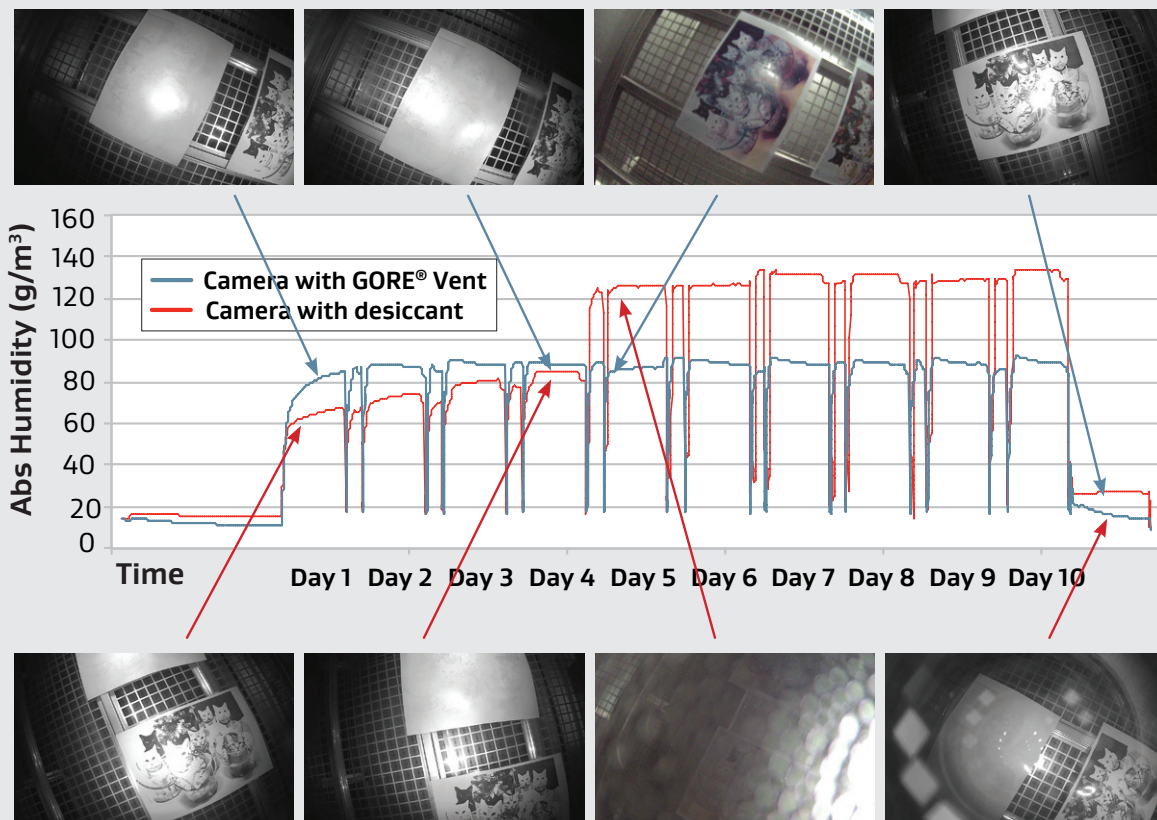 160
140
120
100
80
60
40
20
0
Abs Humidity (g/m³)
Camera with GORE® Vent
Camera with desiccant
Time
Day 1 Day 2 Day 3 Day 4 Day 5 Day 6 Day 7 Day 8 Day 9 Day 10